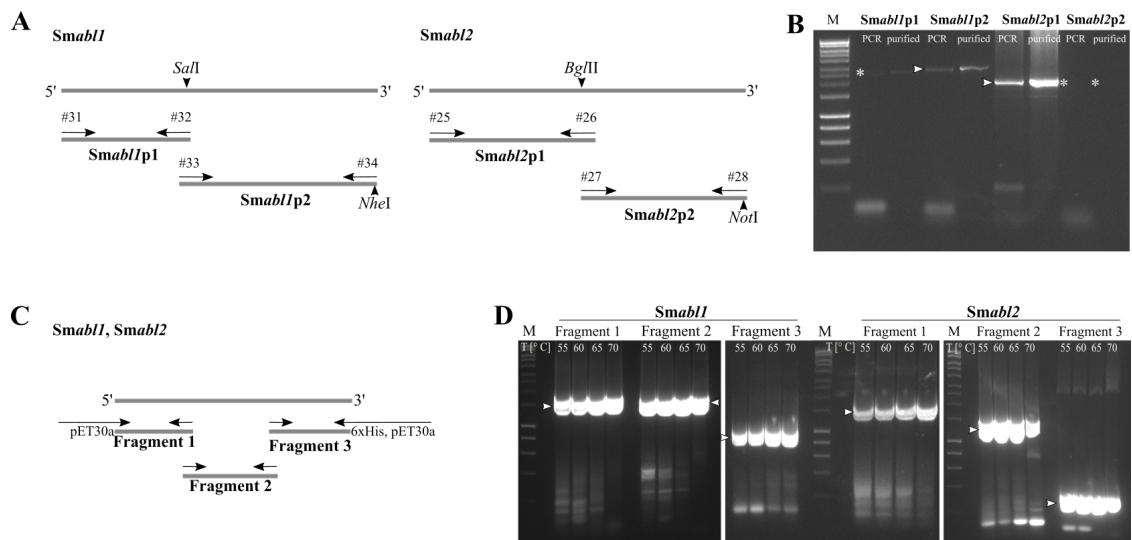 A
Smabl1
SalI
5'
3'
#31
#32
Smabl1p1
#33
#34
Smabl1p2
NheI
Smabl2
BglII
5'
3'
#25
#26
Smabl2p1
#27
#28
Smabl2p2
NotI
B
M
Smabl1p1 Smabl1p2 Smabl2p1 Smabl2p2
PCR purified PCR purified PCR purified PCR purified
*
*
*
C
Smabl1, Smabl2
5'
3'
pET30a
6xHis, pET30a
Fragment 1
Fragment 3
Fragment 2
D
Smabl1
Smabl2
M Fragment 1 Fragment 2 Fragment 3 M Fragment 1 M Fragment 2 Fragment 3
T [° C] 55 60 65 70 55 60 65 70 55 60 65 70 T [° C] 55 60 65 70 T [° C] 55 60 65 70 55 60 65 70